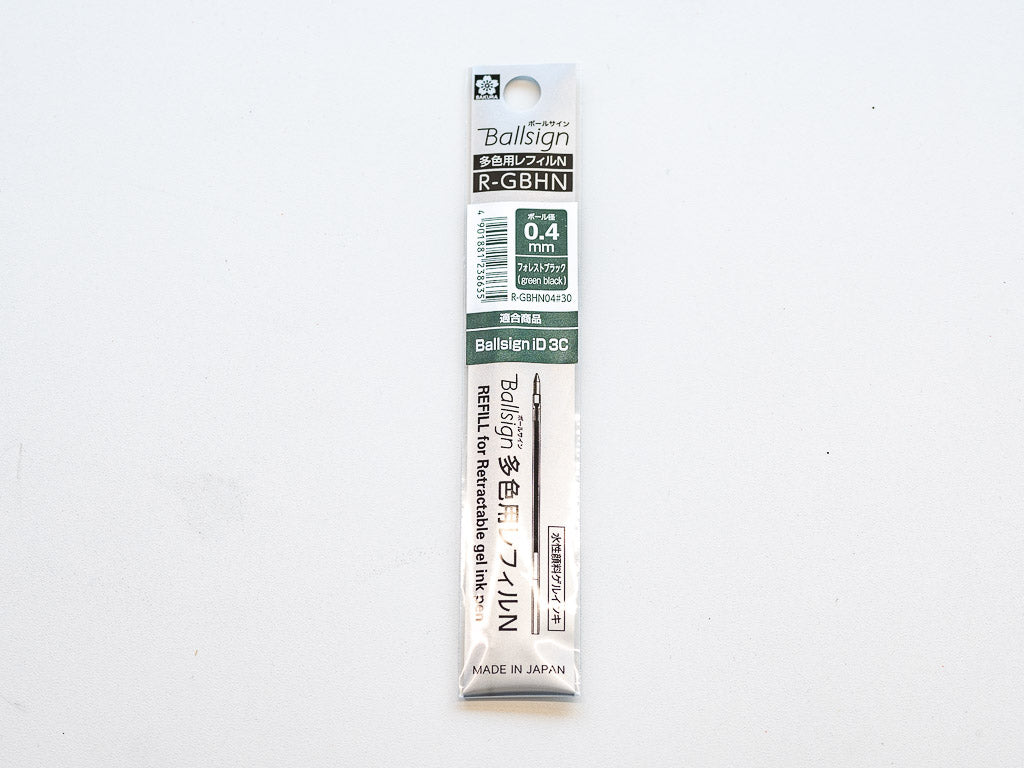 SAKURA
ボールサイン
Ballsign
多色用レフィルN
R-GBHN
4 901881 238635
ボール径
0.4
mm
フォレストブラック
(green black)
R-GBHN04#30
適合商品
Ballsign iD 3C
Ballsign 多色用レフィルN
ボールサイン
REFILL for Retractable gel ink pen
水性顔料ゲルインキ
MADE IN JAPAN